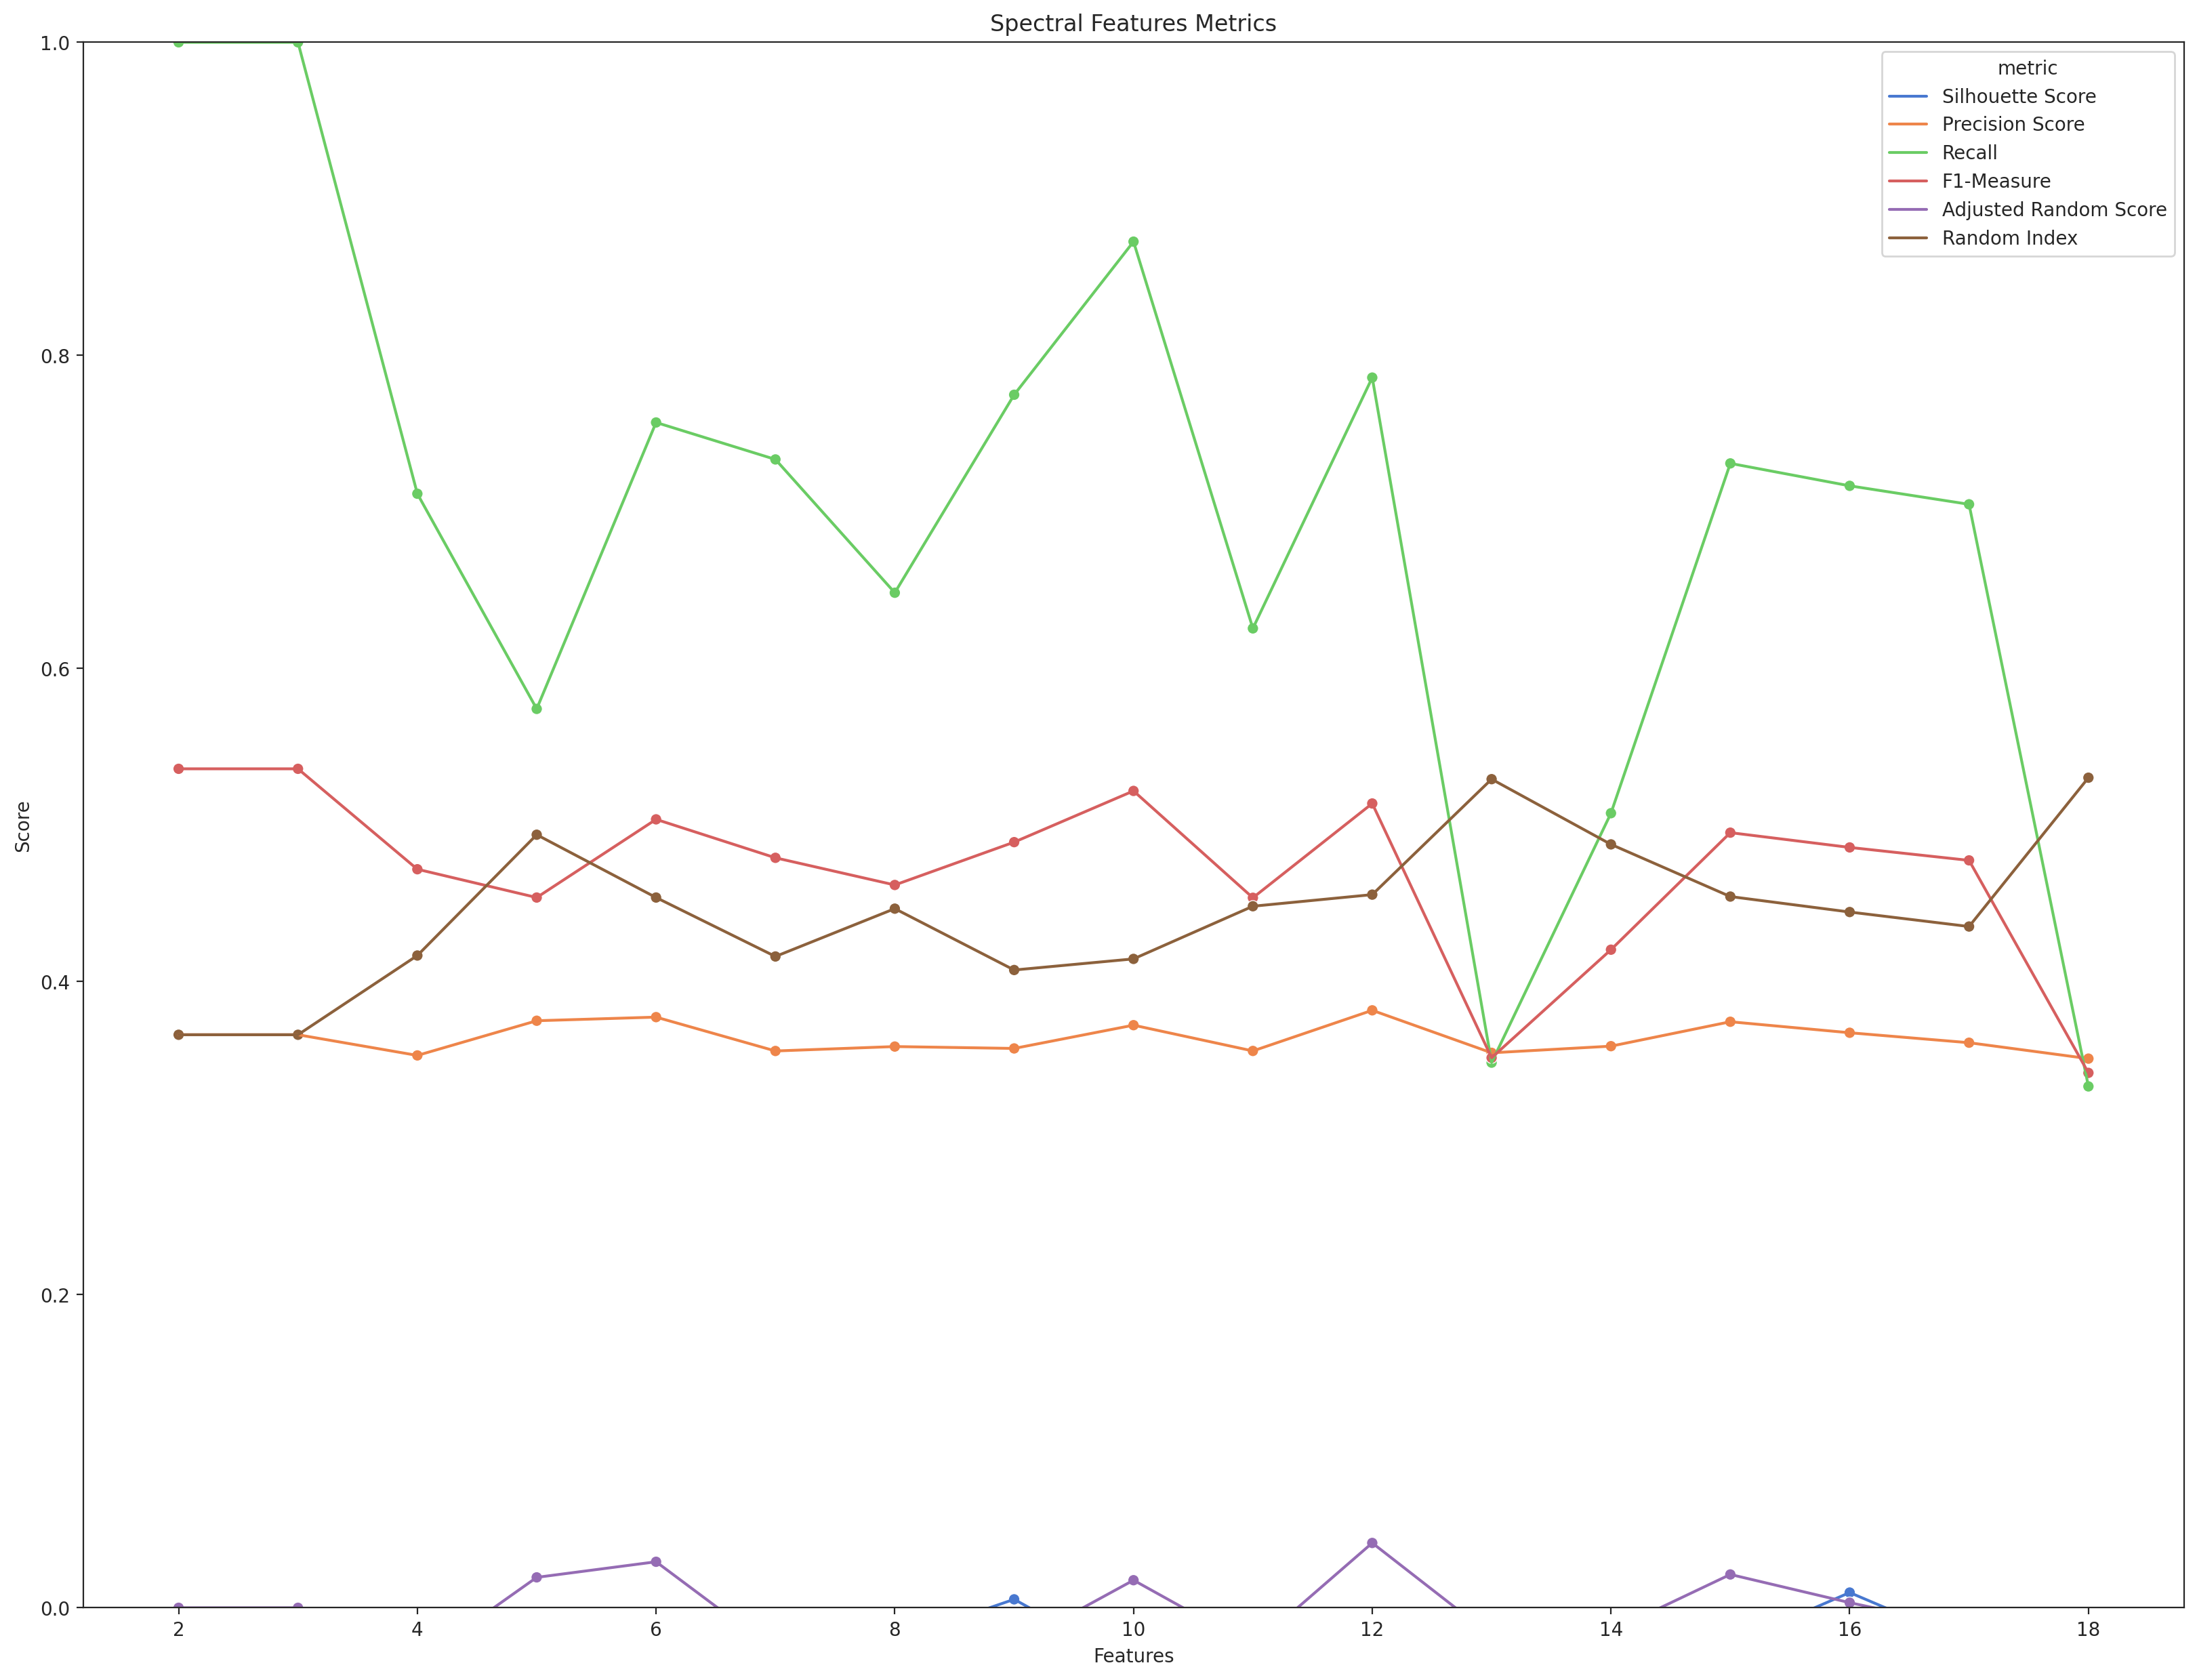 Spectral Features Metrics
metric
Silhouette Score
Precision Score
Recall
F1-Measure
Adjusted Random Score
Random Index
Score
1.0
0.8
0.6
0.4
0.2
0.0
2 4 6 8 10 12 14 16 18
Features